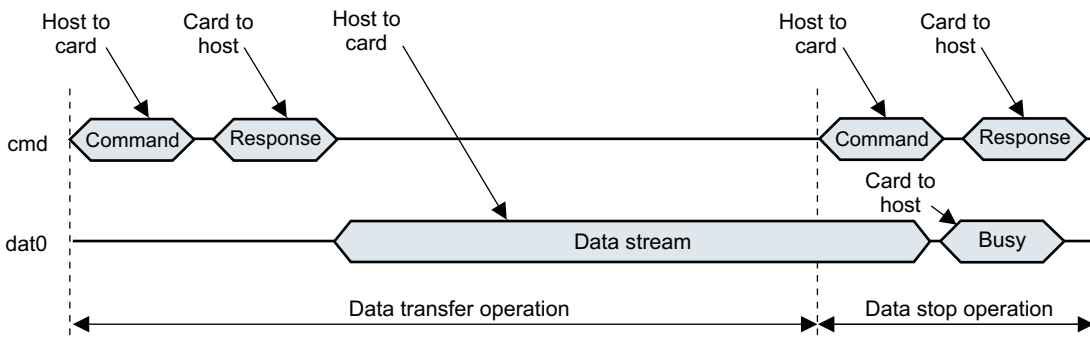 Host to
card
Card to
host
Host to
card
Host to
card
Card to
host
cmd
Command
Response
Command
Response
Card to
host
dat0
Data stream
Busy
Data transfer operation
Data stop operation